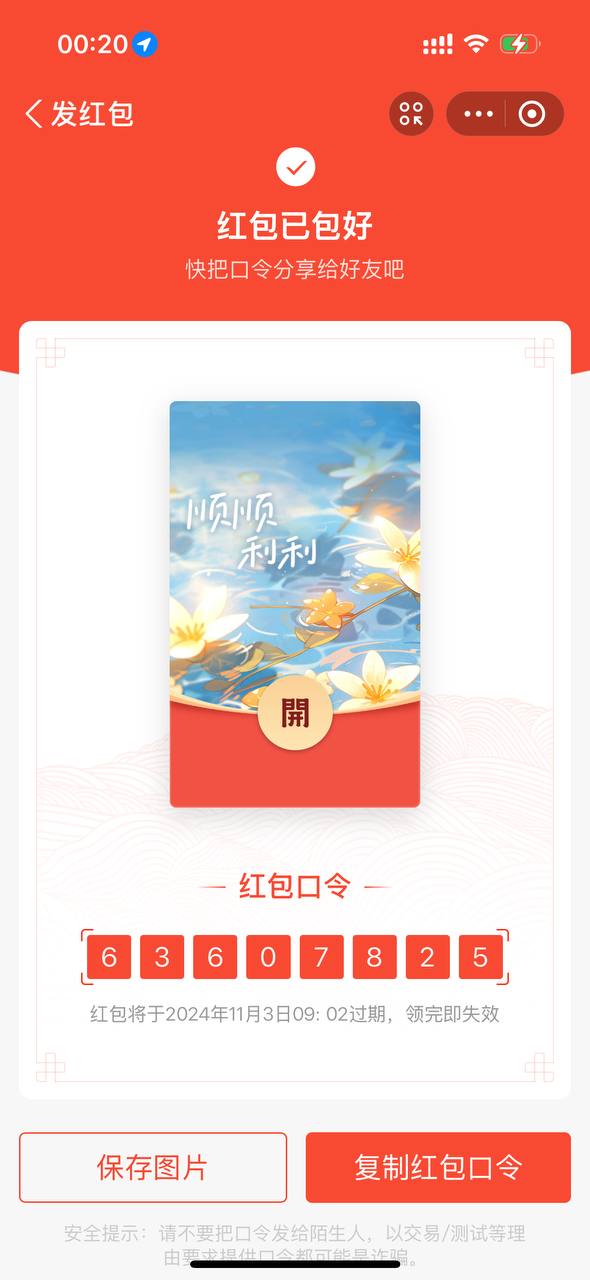 00:20
发红包
红包已包好
快把口令分享给好友吧
顺顺
利利
開
红包口令
6 3 6 0 7 8 2 5
红包将于2024年11月3日09: 02过期，领完即失效
保存图片
复制红包口令
安全提示：请不要把口令发给陌生人，以交易/测试等理
由要求提供口令都可能是诈骗。